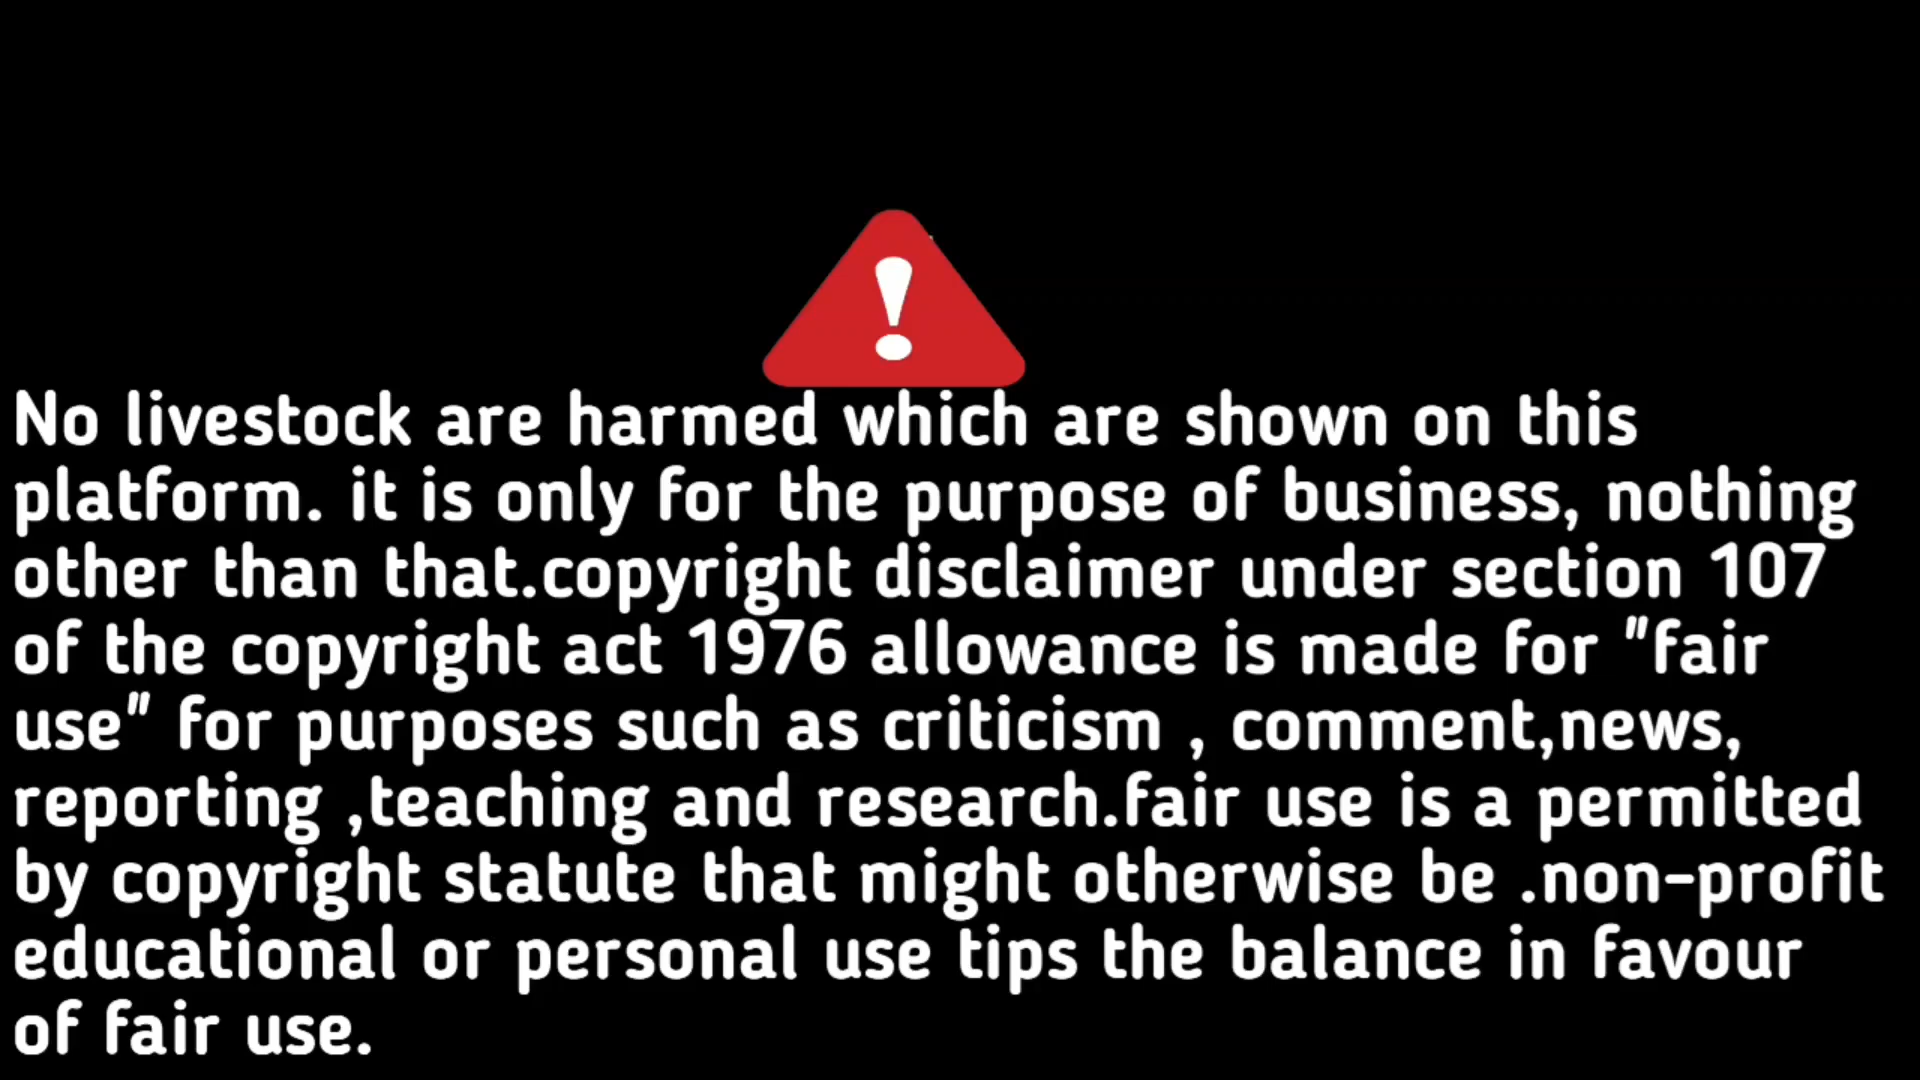 No livestock are harmed which are shown on this
platform. it is only for the purpose of business, nothing
other than that.copyright disclaimer under section 107
of the copyright act 1976 allowance is made for "fair
use" for purposes such as criticism , comment,news,
reporting ,teaching and research.fair use is a permitted
by copyright statute that might otherwise be .non-profit
educational or personal use tips the balance in favour
of fair use.